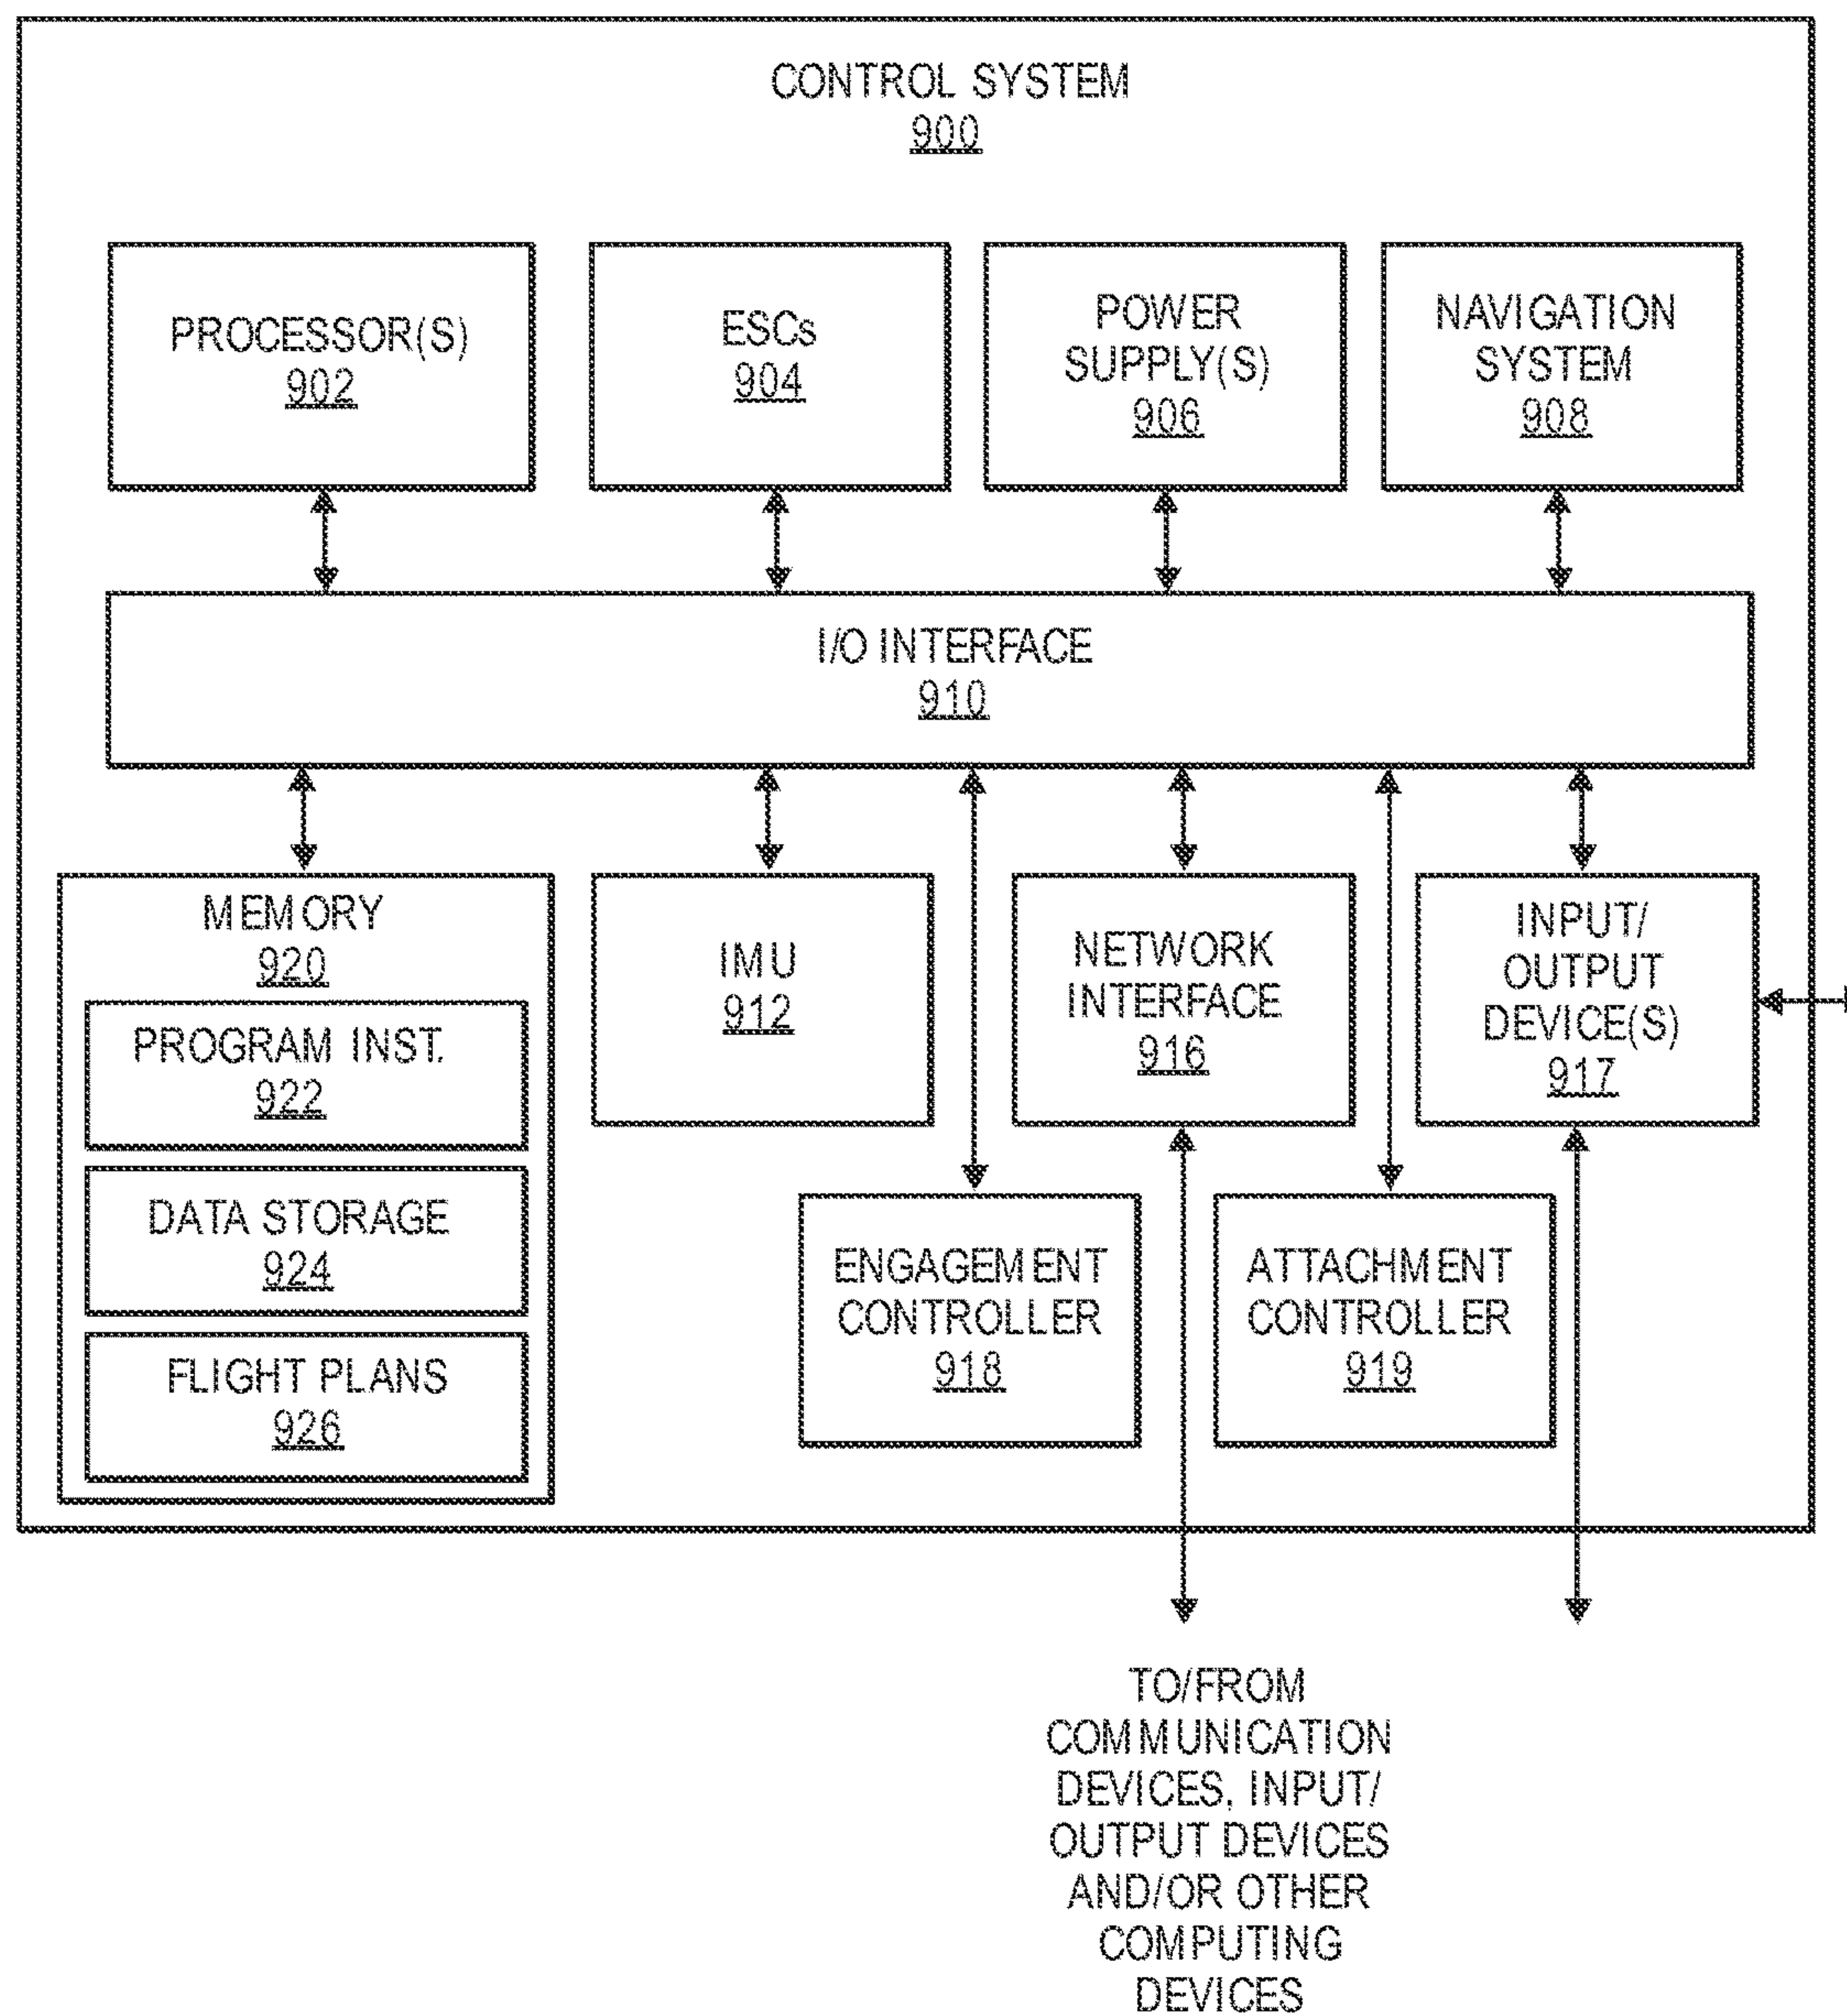 CONTROL SYSTEM
900
PROCESSOR(S)
902
ESCs
904
POWER
SUPPLY(S)
906
NAVIGATION
SYSTEM
908
I/O INTERFACE
910
MEMORY
920
PROGRAM INST.
922
DATA STORAGE
924
FLIGHT PLANS
926
IMU
912
NETWORK
INTERFACE
916
INPUT/
OUTPUT
DEVICE(S)
917
ENGAGEMENT
CONTROLLER
918
ATTACHMENT
CONTROLLER
919
TO/FROM
COMMUNICATION
DEVICES, INPUT/
OUTPUT DEVICES
AND/OR OTHER
COMPUTING
DEVICES